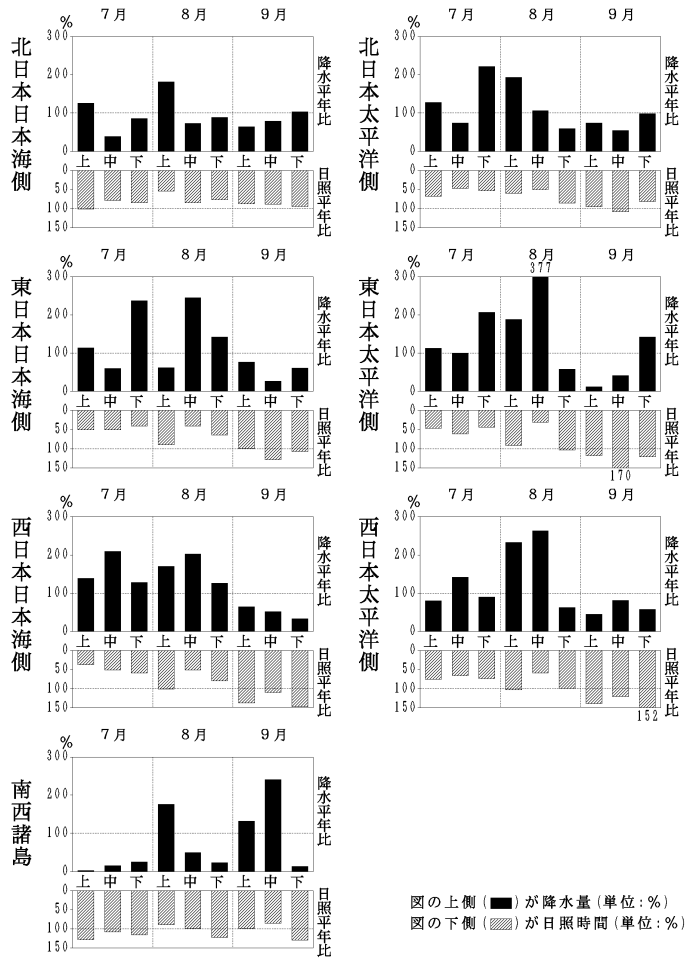 北日本日本海側
7月 8月 9月
%
300
200
100
0
降水平年比
上 中 下 上 中 下 上 中 下
0
50
100
150
日照平年比
北日本太平洋側
7月 8月 9月
%
300
200
100
0
降水平年比
上 中 下 上 中 下 上 中 下
0
50
100
150
日照平年比
東日本日本海側
7月 8月 9月
%
300
200
100
0
降水平年比
上 中 下 上 中 下 上 中 下
0
50
100
150
日照平年比
東日本太平洋側
7月 8月 9月
%
377
300
200
100
0
降水平年比
上 中 下 上 中 下 上 中 下
0
50
100
150
170
日照平年比
西日本日本海側
7月 8月 9月
%
300
200
100
0
降水平年比
上 中 下 上 中 下 上 中 下
0
50
100
150
日照平年比
西日本太平洋側
7月 8月 9月
%
300
200
100
0
降水平年比
上 中 下 上 中 下 上 中 下
0
50
100
150
152
日照平年比
南西諸島
7月 8月 9月
%
300
200
100
0
降水平年比
上 中 下 上 中 下 上 中 下
0
50
100
150
日照平年比
図の上側(■)が降水量(単位:%)
図の下側(▨)が日照時間(単位:%)